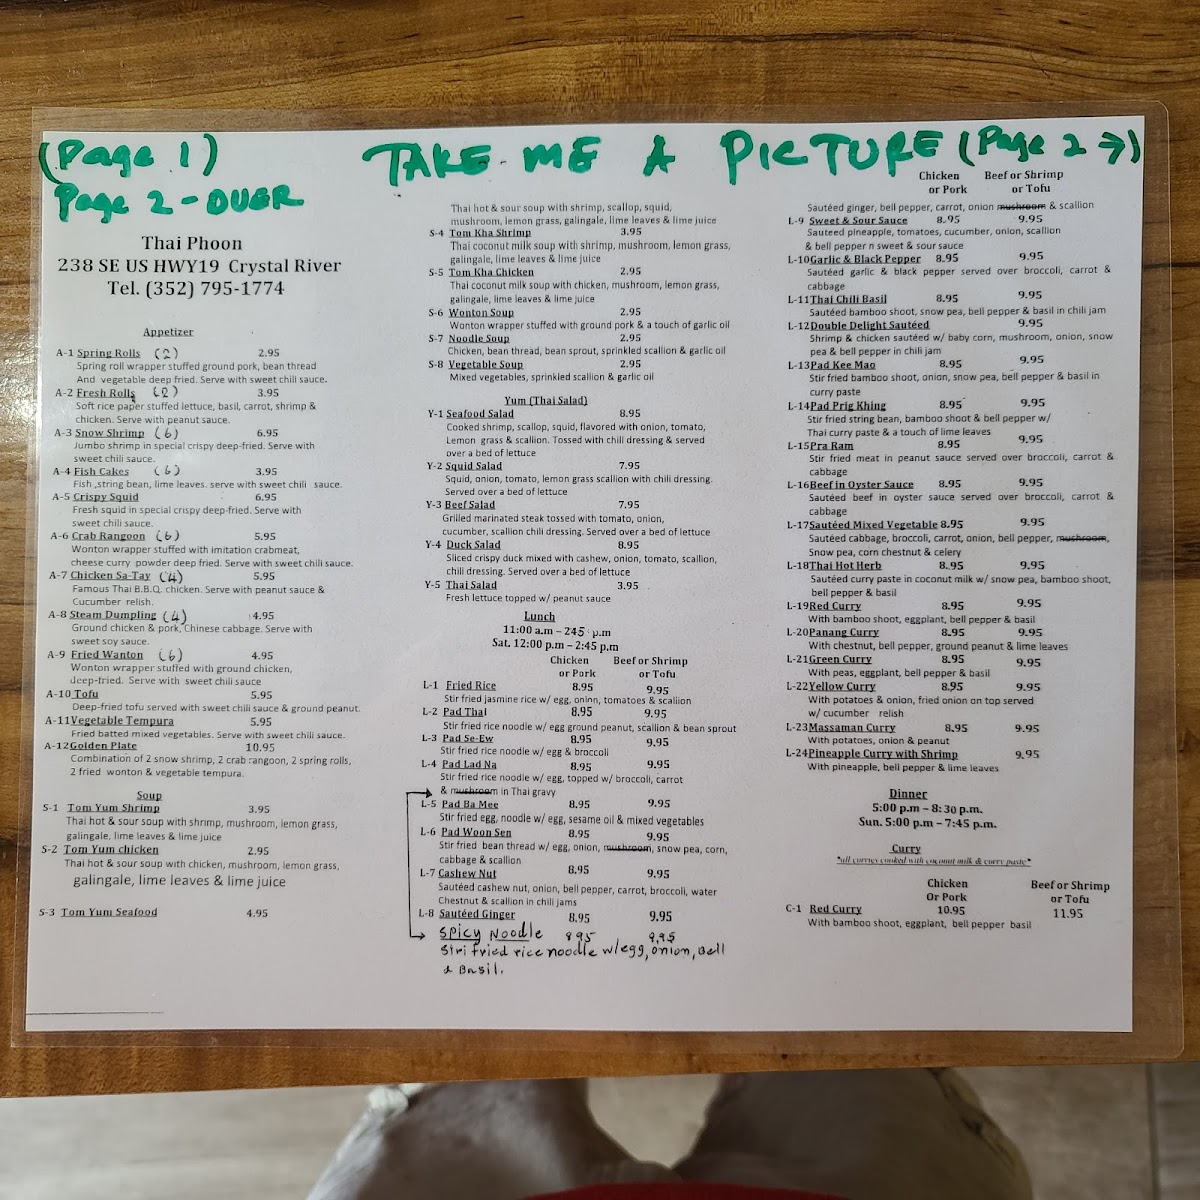 (Page 1)
Page 2 - OVER
TAKE ME A PICTURE (Page 2 →)
Thai Phoon
238 SE US HWY19 Crystal River
Tel. (352) 795-1774
Appetizer
A-1 Spring Rolls (2) 2.95
Spring roll wrapper stuffed ground pork, bean thread
And vegetable deep fried. Serve with sweet chili sauce.
A-2 Fresh Rolls (2) 3.95
Soft rice paper stuffed lettuce, basil, carrot, shrimp &
chicken. Serve with peanut sauce.
A-3 Snow Shrimp (6) 6.95
Jumbo shrimp in special crispy deep-fried. Serve with
sweet chili sauce.
A-4 Fish Cakes (6) 3.95
Fish ,string bean, lime leaves. serve with sweet chili sauce.
A-5 Crispy Squid 6.95
Fresh squid in special crispy deep-fried. Serve with
sweet chili sauce.
A-6 Crab Rangoon (6) 5.95
Wonton wrapper stuffed with imitation crabmeat,
cheese curry powder deep fried. Serve with sweet chili sauce.
A-7 Chicken Sa-Tay (4) 5.95
Famous Thai B.B.Q. chicken. Serve with peanut sauce &
Cucumber relish.
A-8 Steam Dumpling (4) 4.95
Ground chicken & pork, Chinese cabbage. Serve with
sweet soy sauce.
A-9 Fried Wanton (6) 4.95
Wonton wrapper stuffed with ground chicken,
deep-fried. Serve with sweet chili sauce
A-10 Tofu 5.95
Deep-fried tofu served with sweet chili sauce & ground peanut.
A-11Vegetable Tempura 5.95
Fried batted mixed vegetables. Serve with sweet chili sauce.
A-12Golden Plate 10.95
Combination of 2 snow shrimp, 2 crab rangoon, 2 spring rolls,
2 fried wonton & vegetable tempura.
Soup
S-1 Tom Yum Shrimp 3.95
Thai hot & sour soup with shrimp, mushroom, lemon grass,
galingale, lime leaves & lime juice
S-2 Tom Yum chicken 2.95
Thai hot & sour soup with chicken, mushroom, lemon grass,
galingale, lime leaves & lime juice
S-3 Tom Yum Seafood 4.95
Thai hot & sour soup with shrimp, scallop, squid,
mushroom, lemon grass, galingale, lime leaves & lime juice
S-4 Tom Kha Shrimp 3.95
Thai coconut milk soup with shrimp, mushroom, lemon grass,
galingale, lime leaves & lime juice
S-5 Tom Kha Chicken 2.95
Thai coconut milk soup with chicken, mushroom, lemon grass,
galingale, lime leaves & lime juice
S-6 Wonton Soup 2.95
Wonton wrapper stuffed with ground pork & a touch of garlic oil
S-7 Noodle Soup 2.95
Chicken, bean thread, bean sprout, sprinkled scallion & garlic oil
S-8 Vegetable Soup 2.95
Mixed vegetables, sprinkled scallion & garlic oil
Yum (Thai Salad)
Y-1 Seafood Salad 8.95
Cooked shrimp, scallop, squid, flavored with onion, tomato,
Lemon grass & scallion. Tossed with chili dressing & served
over a bed of lettuce
Y-2 Squid Salad 7.95
Squid, onion, tomato, lemon grass scallion with chili dressing.
Served over a bed of lettuce
Y-3 Beef Salad 7.95
Grilled marinated steak tossed with tomato, onion,
cucumber, scallion chili dressing. Served over a bed of lettuce
Y-4 Duck Salad 8.95
Sliced crispy duck mixed with cashew, onion, tomato, scallion,
chili dressing. Served over a bed of lettuce
Y-5 Thai Salad 3.95
Fresh lettuce topped w/ peanut sauce
Lunch
11:00 a.m – 245 p.m
Sat. 12:00 p.m – 2:45 p.m
Chicken Beef or Shrimp
or Pork or Tofu
L-1 Fried Rice 8.95 9.95
Stir fried jasmine rice w/ egg, oninn, tomatoes & scallion
L-2 Pad Thai 8.95 9.95
Stir fried rice noodle w/ egg ground peanut, scallion & bean sprout
L-3 Pad Se-Ew 8.95 9.95
Stir fried rice noodle w/ egg & broccoli
L-4 Pad Lad Na 8.95 9.95
Stir fried rice noodle w/ egg, topped w/ broccoli, carrot
& mushroom in Thai gravy
L-5 Pad Ba Mee 8.95 9.95
Stir fried egg, noodle w/ egg, sesame oil & mixed vegetables
L-6 Pad Woon Sen 8.95 9.95
Stir fried bean thread w/ egg, onion, mushroom, snow pea, corn,
cabbage & scallion
L-7 Cashew Nut 8.95 9.95
Sautéed cashew nut, onion, bell pepper, carrot, broccoli, water
Chestnut & scallion in chili jams
L-8 Sautéed Ginger 8.95 9.95
SPicy Noodle 895 9.95
Stri fried rice noodle w/egg, onion, Bell
& Basil.
Chicken Beef or Shrimp
or Pork or Tofu
Sautéed ginger, bell pepper, carrot, onion mushroom & scallion
L-9 Sweet & Sour Sauce 8.95 9.95
Sauteed pineapple, tomatoes, cucumber, onion, scallion
& bell pepper n sweet & sour sauce
L-10Garlic & Black Pepper 8.95 9.95
Sautéed garlic & black pepper served over broccoli, carrot &
cabbage
L-11Thai Chili Basil 8.95 9.95
Sautéed bamboo shoot, snow pea, bell pepper & basil in chili jam
L-12Double Delight Sautéed 9.95
Shrimp & chicken sautéed w/ baby corn, mushroom, onion, snow
pea & bell pepper in chili jam
L-13Pad Kee Mao 8.95 9.95
Stir fried bamboo shoot, onion, snow pea, bell pepper & basil in
curry paste
L-14Pad Prig Khing 8.95 9.95
Stir fried string bean, bamboo shoot & bell pepper w/
Thai curry paste & a touch of lime leaves
L-15Pra Ram 8.95 9.95
Stir fried meat in peanut sauce served over broccoli, carrot &
cabbage
L-16Beef in Oyster Sauce 8.95 9.95
Sautéed beef in oyster sauce served over broccoli, carrot &
cabbage
L-17Sautéed Mixed Vegetable 8.95 9.95
Sautéed cabbage, broccoli, carrot, onion, bell pepper, mushroom,
Snow pea, corn chestnut & celery
L-18Thai Hot Herb 8.95 9.95
Sautéed curry paste in coconut milk w/ snow pea, bamboo shoot,
bell pepper & basil
L-19Red Curry 8.95 9.95
With bamboo shoot, eggplant, bell pepper & basil
L-20Panang Curry 8.95 9.95
With chestnut, bell pepper, ground peanut & lime leaves
L-21Green Curry 8.95 9.95
With peas, eggplant, bell pepper & basil
L-22Yellow Curry 8.95 9.95
With potatoes & onion, fried onion on top served
w/ cucumber relish
L-23Massaman Curry 8.95 9.95
With potatoes, onion & peanut
L-24Pineapple Curry with Shrimp 9.95
With pineapple, bell pepper & lime leaves
Dinner
5:00 p.m – 8:30 p.m.
Sun. 5:00 p.m – 7:45 p.m.
Curry
*all curries cooked with coconut milk & curry paste*
Chicken Beef or Shrimp
Or Pork or Tofu
C-1 Red Curry 10.95 11.95
With bamboo shoot, eggplant, bell pepper basil